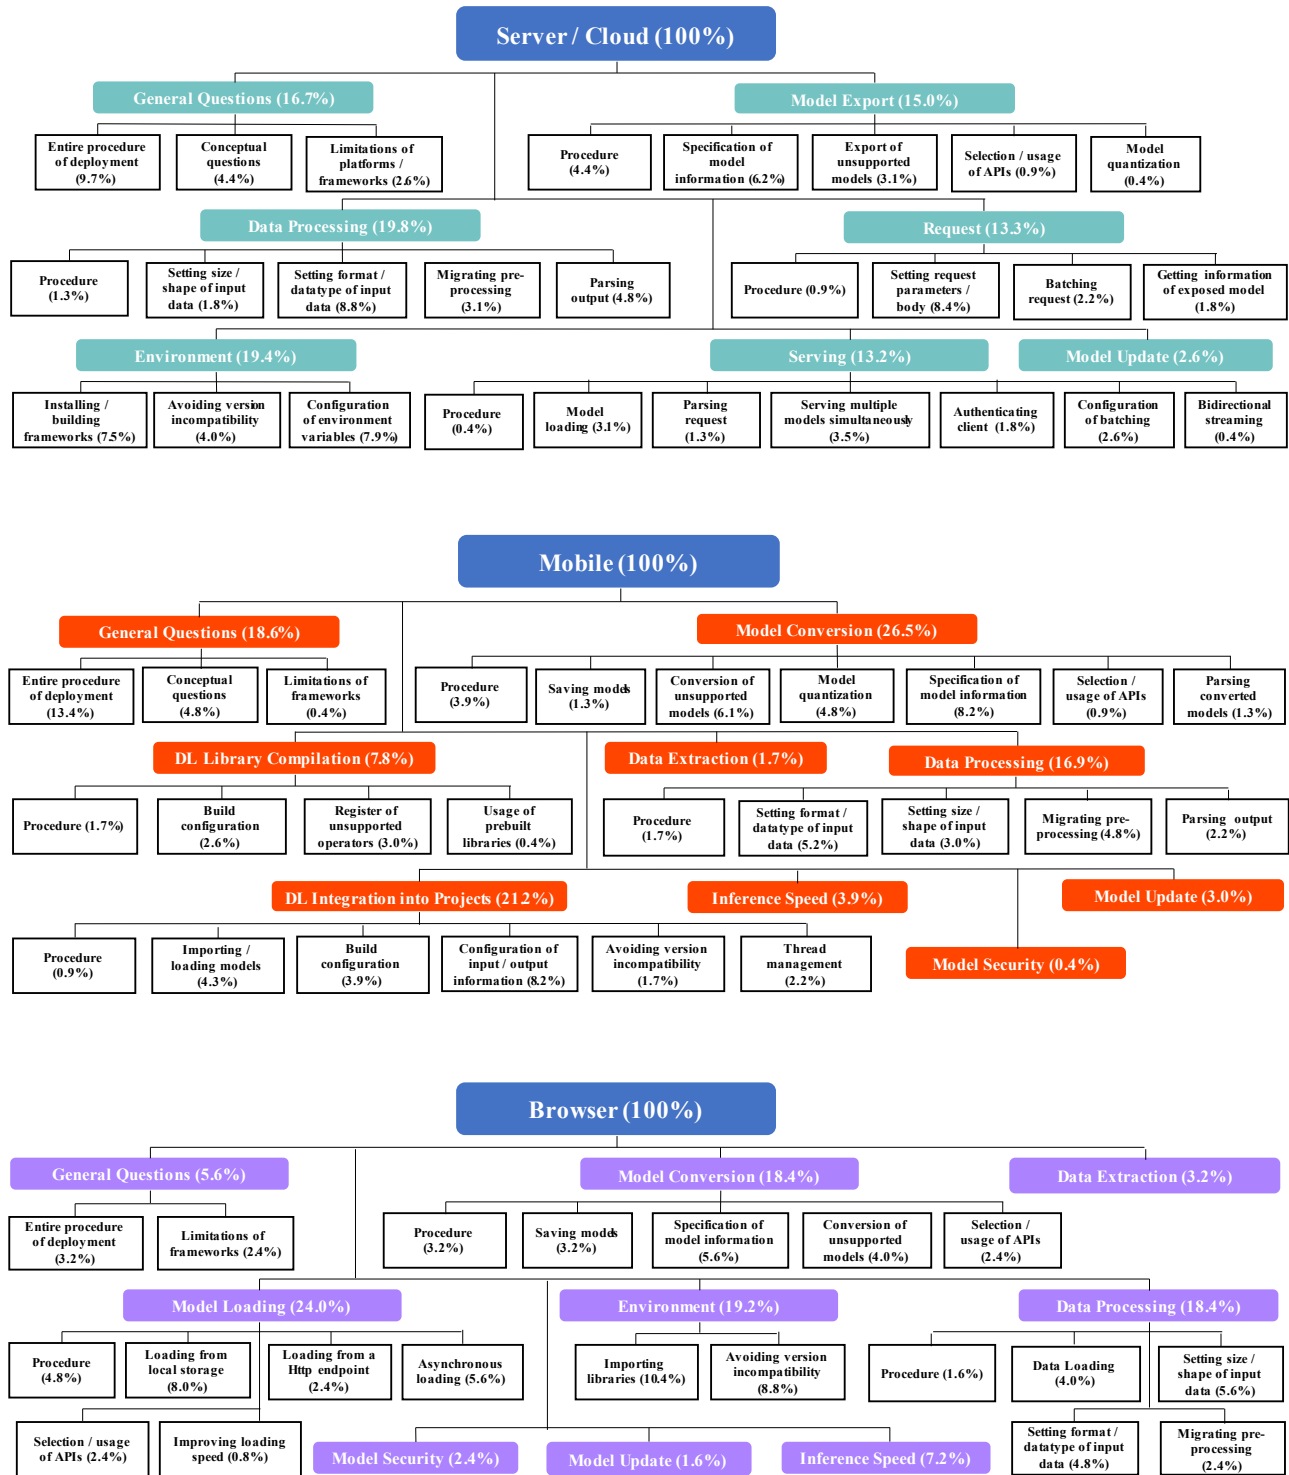 Server / Cloud (100%)
General Questions (16.7%)
Model Export (15.0%)
Entire procedure
of deployment
(9.7%)
Conceptual
questions
(4.4%)
Limitations of
platforms /
frameworks (2.6%)
Procedure
(4.4%)
Specification of
model
information (6.2%)
Export of
unsupported
models (3.1%)
Selection / usage
of APIs (0.9%)
Model
quantization
(0.4%)
Data Processing (19.8%)
Request (13.3%)
Procedure
(1.3%)
Setting size /
shape of input
data (1.8%)
Setting format /
datatype of input
data (8.8%)
Migrating pre-
processing
(3.1%)
Parsing
output (4.8%)
Procedure (0.9%)
Setting request
parameters /
body (8.4%)
Batching
request (2.2%)
Getting information
of exposed model
(1.8%)
Environment (19.4%)
Serving (13.2%)
Model Update (2.6%)
Installing /
building
frameworks (7.5%)
Avoiding version
incompatibility
(4.0%)
Configuration
of environment
variables (7.9%)
Procedure
(0.4%)
Model
loading (3.1%)
Parsing
request
(1.3%)
Serving multiple
models simultaneously
(3.5%)
Authenticating
client (1.8%)
Configuration
of batching
(2.6%)
Bidirectional
streaming
(0.4%)
Mobile (100%)
General Questions (18.6%)
Model Conversion (26.5%)
Entire procedure
of deployment
(13.4%)
Conceptual
questions
(4.8%)
Limitations of
frameworks
(0.4%)
Procedure
(3.9%)
Saving models
(1.3%)
Conversion of
unsupported
models (6.1%)
Model
quantization
(4.8%)
Specification of
model information
(8.2%)
Selection /
usage of APIs
(0.9%)
Parsing
converted
models (1.3%)
DL Library Compilation (7.8%)
Data Extraction (1.7%)
Data Processing (16.9%)
Procedure (1.7%)
Build
configuration
(2.6%)
Register of
unsupported
operators (3.0%)
Usage of
prebuilt
libraries (0.4%)
Procedure
(1.7%)
Setting format /
datatype of input
data (5.2%)
Setting size /
shape of input
data (3.0%)
Migrating pre-
processing (4.8%)
Parsing output
(2.2%)
DL Integration into Projects (21.2%)
Inference Speed (3.9%)
Model Update (3.0%)
Procedure
(0.9%)
Importing /
loading models
(4.3%)
Build
configuration
(3.9%)
Configuration of
input / output
information (8.2%)
Avoiding version
incompatibility
(1.7%)
Thread
management
(2.2%)
Model Security (0.4%)
Browser (100%)
General Questions (5.6%)
Model Conversion (18.4%)
Data Extraction (3.2%)
Entire procedure
of deployment
(3.2%)
Limitations of
frameworks (2.4%)
Procedure
(3.2%)
Saving models
(3.2%)
Specification of
model information
(5.6%)
Conversion of
unsupported
models (4.0%)
Selection /
usage of APIs
(2.4%)
Model Loading (24.0%)
Environment (19.2%)
Data Processing (18.4%)
Procedure
(4.8%)
Loading from
local storage
(8.0%)
Loading from a
Http endpoint
(2.4%)
Asynchronous
loading (5.6%)
Importing
libraries (10.4%)
Avoiding version
incompatibility
(8.8%)
Procedure (1.6%)
Data Loading
(4.0%)
Setting size /
shape of input
data (5.6%)
Selection / usage
of APIs (2.4%)
Improving loading
speed (0.8%)
Model Security (2.4%)
Model Update (1.6%)
Inference Speed (7.2%)
Setting format /
datatype of input
data (4.8%)
Migrating pre-
processing
(2.4%)